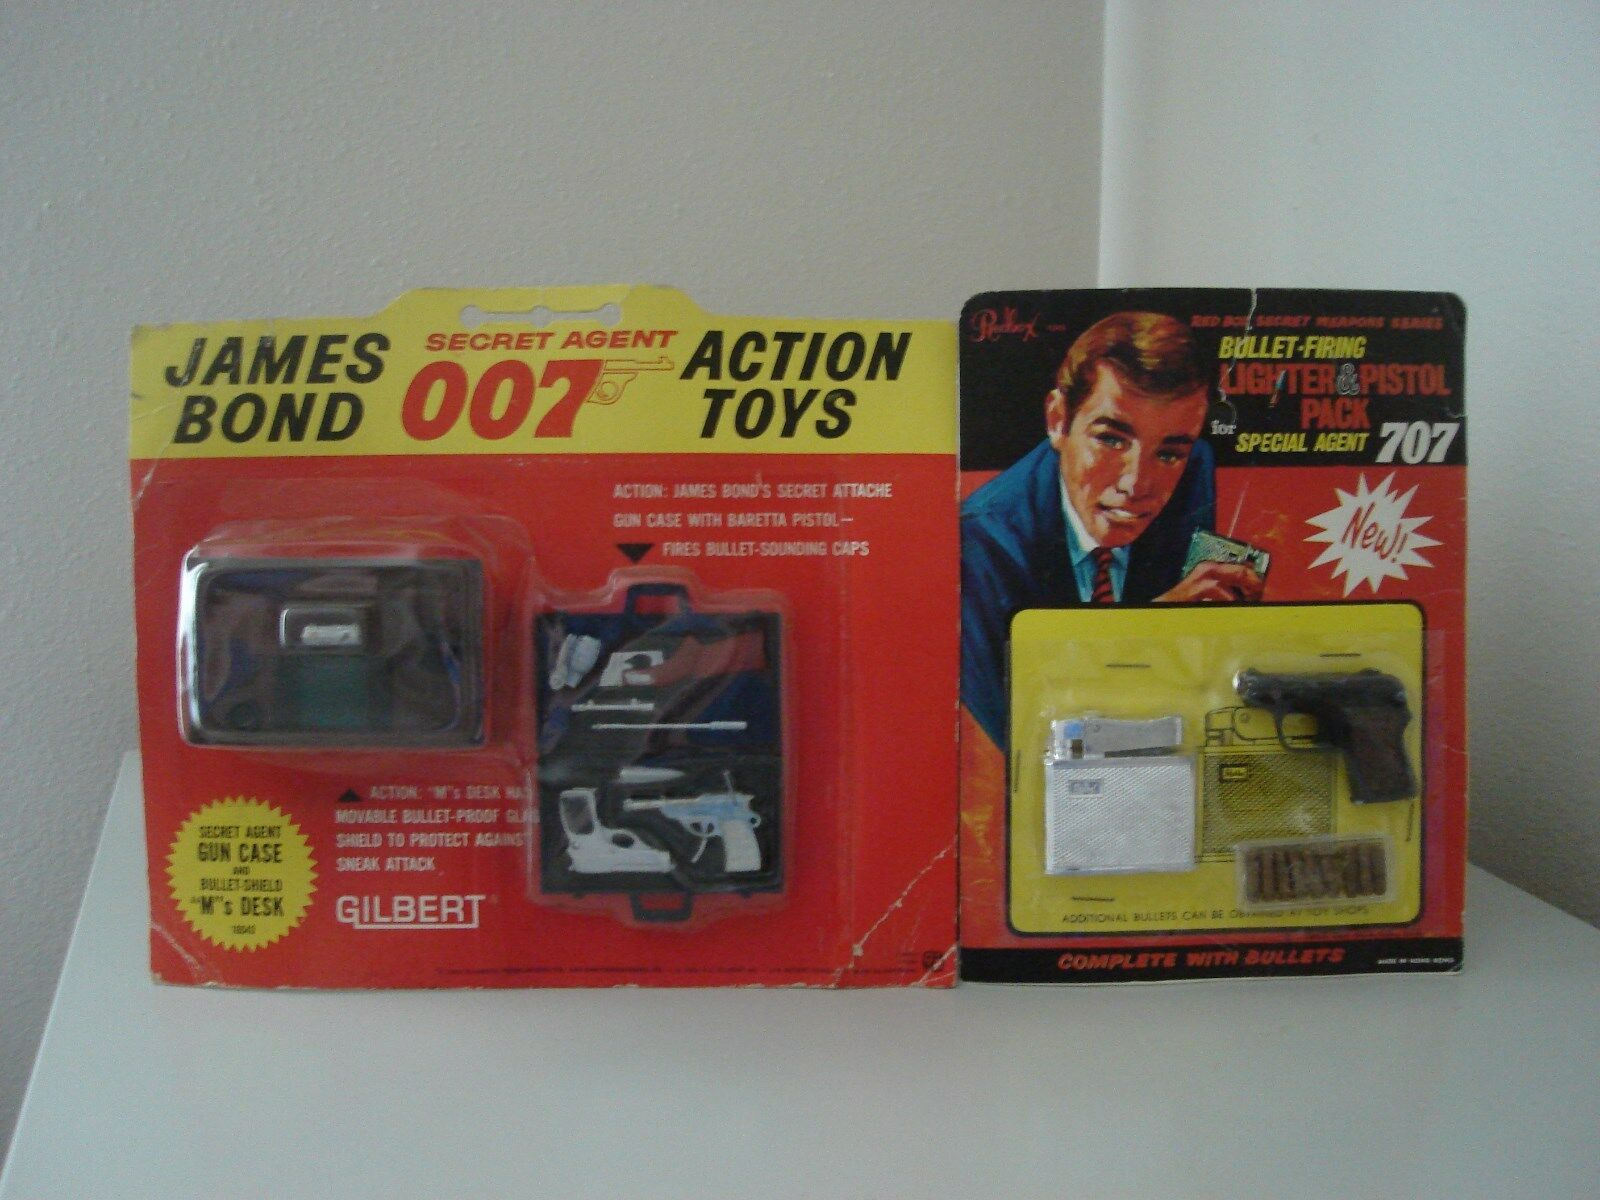 JAMES BOND
SECRET AGENT
007
ACTION TOYS
ACTION: JAMES BOND'S SECRET ATTACHE
GUN CASE WITH BARETTA PISTOL—
FIRES BULLET-SOUNDING CAPS
ACTION: "M"s DESK HAS
MOVABLE BULLET-PROOF GLA
SHIELD TO PROTECT AGAINST
SNEAK ATTACK
SECRET AGENT
GUN CASE
AND
BULLET-SHIELD
"M"s DESK
GILBERT
Redbox
RED BOX SECRET WEAPONS SERIES
BULLET-FIRING
LIGHTER & PISTOL
PACK
for SPECIAL AGENT 707
New!
ADDITIONAL BULLETS CAN BE OBTAINED AT TOY SHOPS
COMPLETE WITH BULLETS
MADE IN HONG KONG